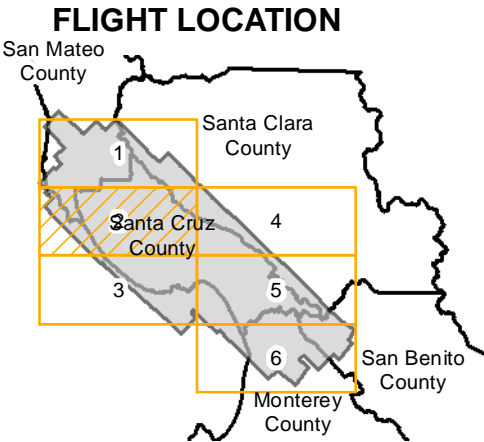 FLIGHT LOCATION
San Mateo
County
Santa Clara
County
1
2
Santa Cruz
County
4
3
5
6
San Benito
County
Monterey
County